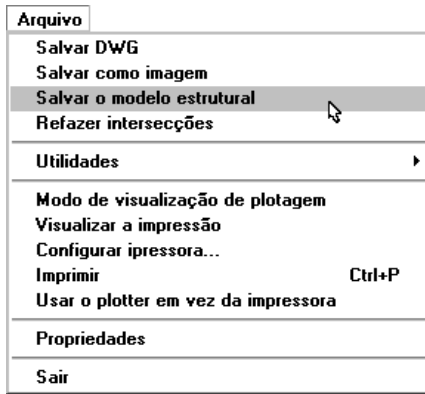 Arquivo
Salvar DWG
Salvar como imagem
Salvar o modelo estrutural
Refazer intersecções
Utilidades
Modo de visualização de plotagem
Visualizar a impressão
Configurar ipressora...
Imprimir Ctrl+P
Usar o plotter em vez da impressora
Propriedades
Sair